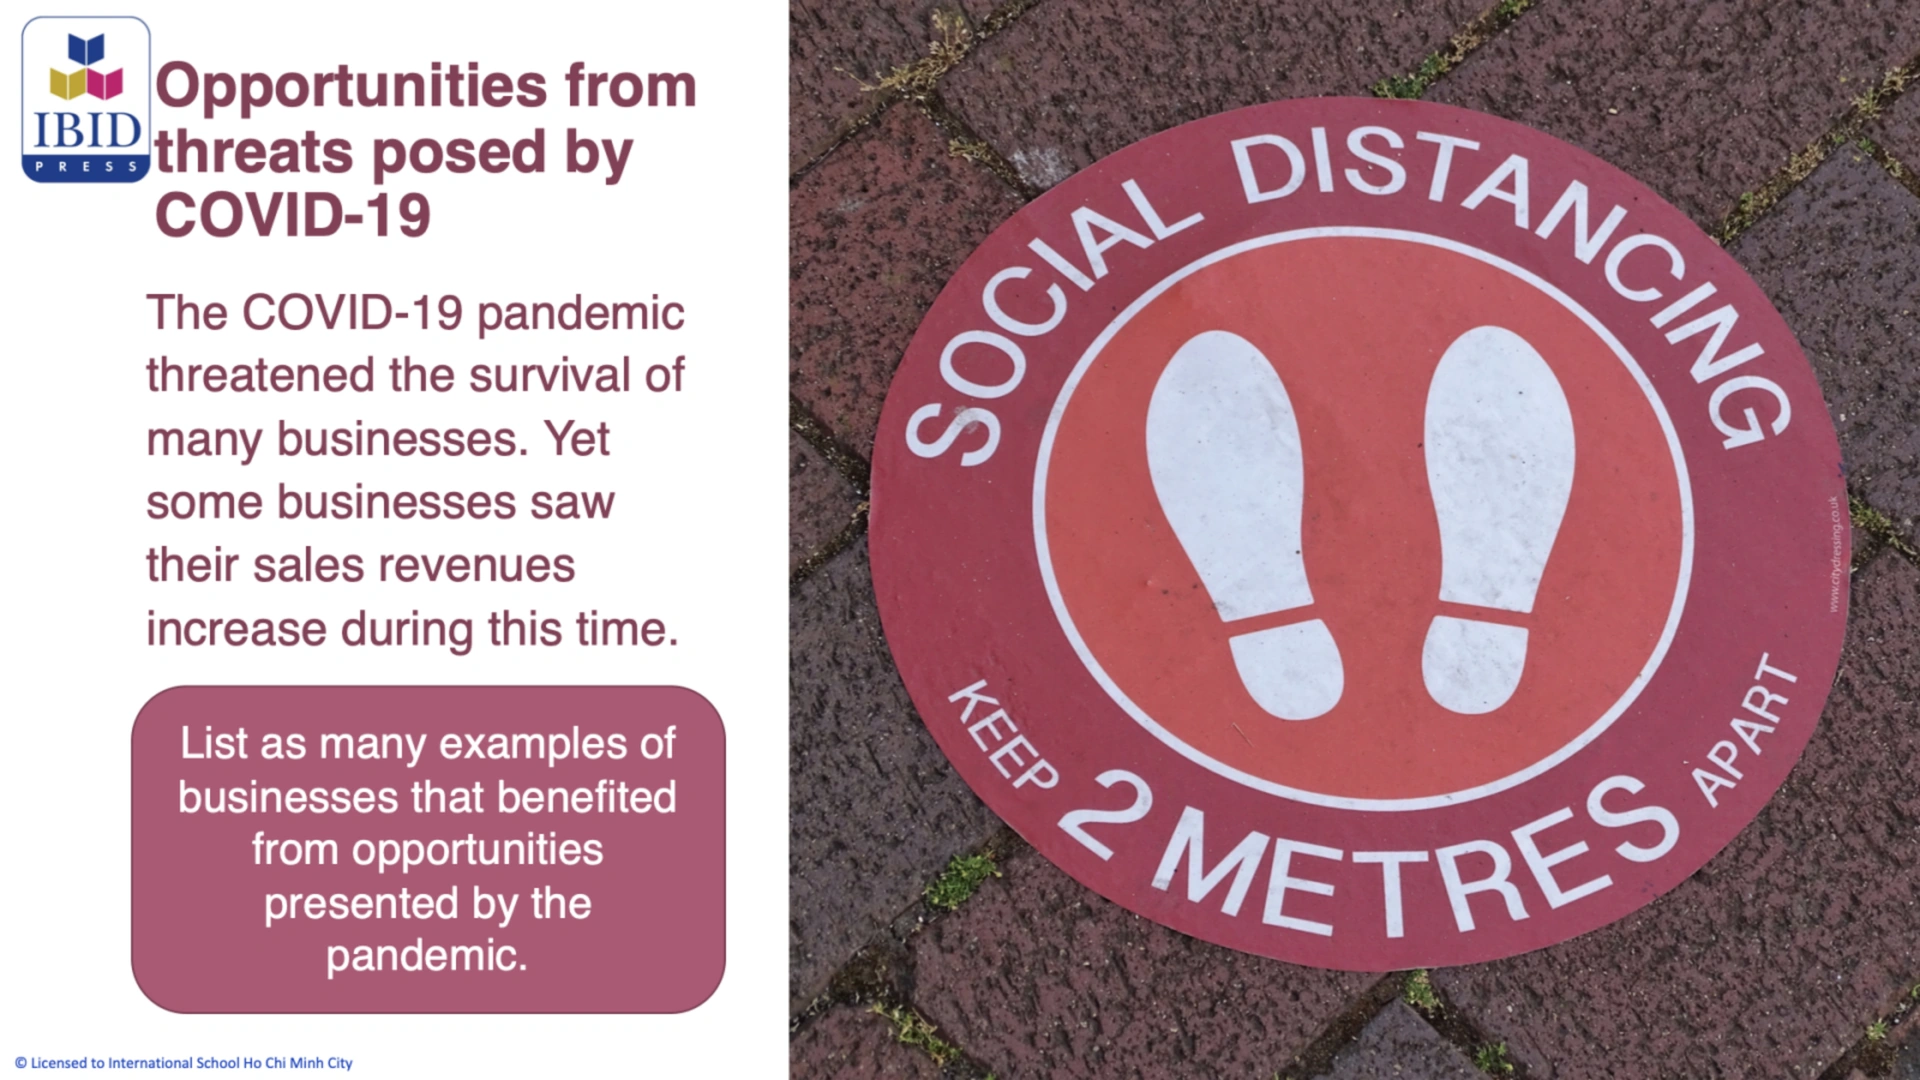 IBID
PRESS
Opportunities from
threats posed by
COVID-19
The COVID-19 pandemic
threatened the survival of
many businesses. Yet
some businesses saw
their sales revenues
increase during this time.
List as many examples of
businesses that benefited
from opportunities
presented by the
pandemic.
© Licensed to International School Ho Chi Minh City
SOCIAL DISTANCING
KEEP 2 METRES APART
www.citydressing.co.uk